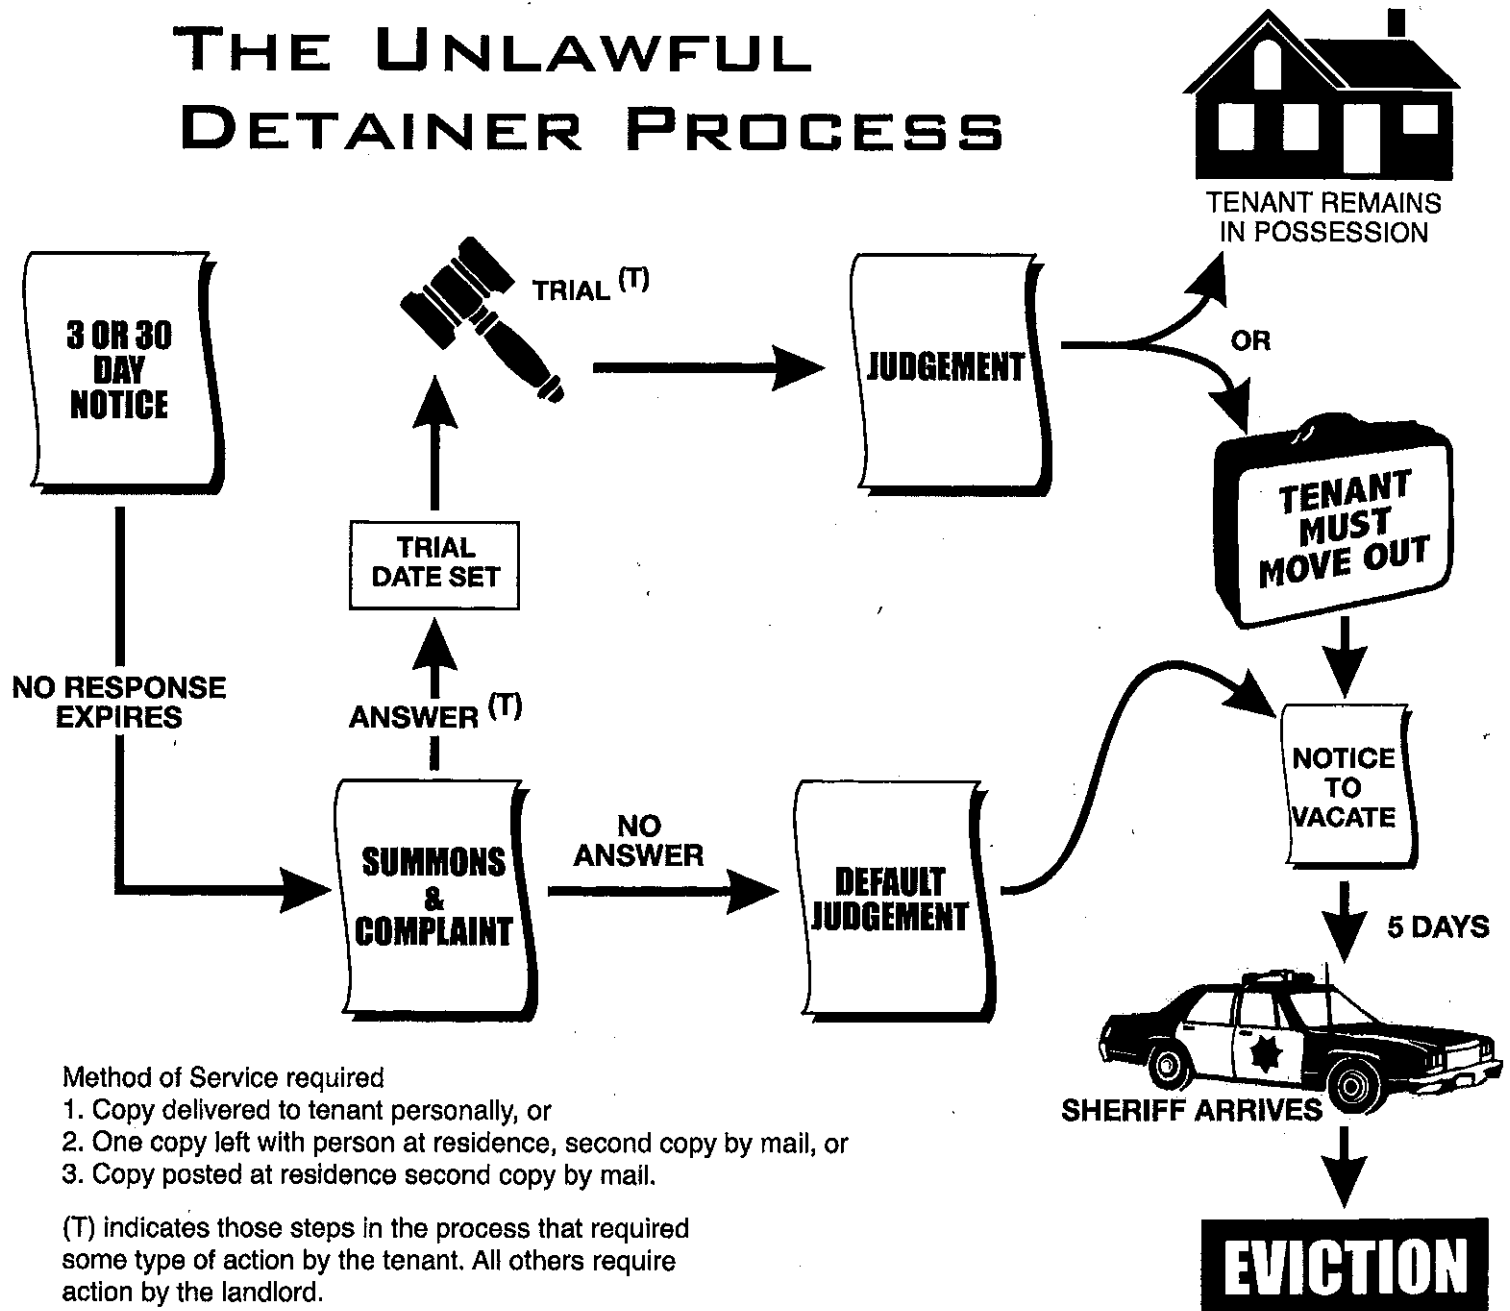 THE UNLAWFUL
DETAINER PROCESS
TENANT REMAINS
IN POSSESSION
3 OR 30
DAY
NOTICE
TRIAL (T)
JUDGEMENT
OR
TENANT
MUST
MOVE OUT
TRIAL
DATE SET
NO RESPONSE
EXPIRES
ANSWER (T)
NOTICE
TO
VACATE
SUMMONS
&
COMPLAINT
NO
ANSWER
DEFAULT
JUDGEMENT
5 DAYS
SHERIFF ARRIVES
EVICTION
Method of Service required
1. Copy delivered to tenant personally, or
2. One copy left with person at residence, second copy by mail, or
3. Copy posted at residence second copy by mail.
(T) indicates those steps in the process that required
some type of action by the tenant. All others require
action by the landlord.